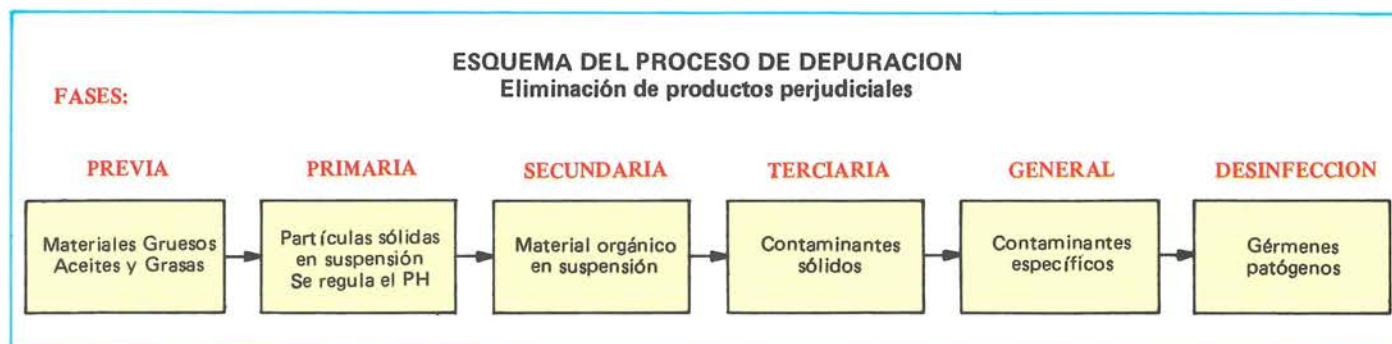 ESQUEMA DEL PROCESO DE DEPURACION
Eliminación de productos perjudiciales
FASES:
PREVIA
Materiales Gruesos
Aceites y Grasas
PRIMARIA
Partículas sólidas
en suspensión
Se regula el PH
SECUNDARIA
Material orgánico
en suspensión
TERCIARIA
Contaminantes
sólidos
GENERAL
Contaminantes
específicos
DESINFECCION
Gérmenes
patógenos